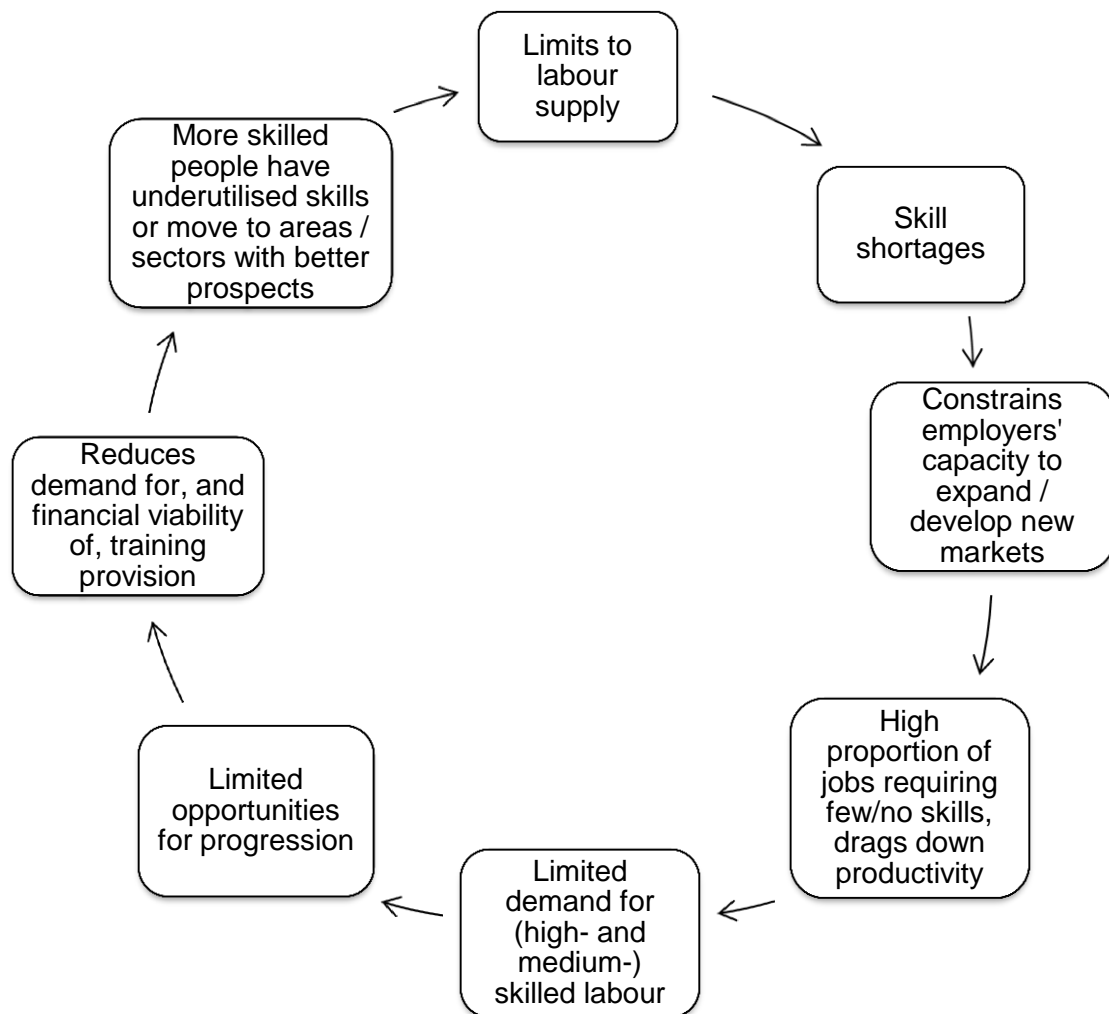 Limits to
labour
supply
Skill
shortages
Constrains
employers'
capacity to
expand /
develop new
markets
High
proportion of
jobs requiring
few/no skills,
drags down
productivity
Limited
demand for
(high- and
medium-)
skilled labour
Limited
opportunities
for progression
Reduces
demand for, and
financial viability
of, training
provision
More skilled
people have
underutilised skills
or move to areas /
sectors with better
prospects